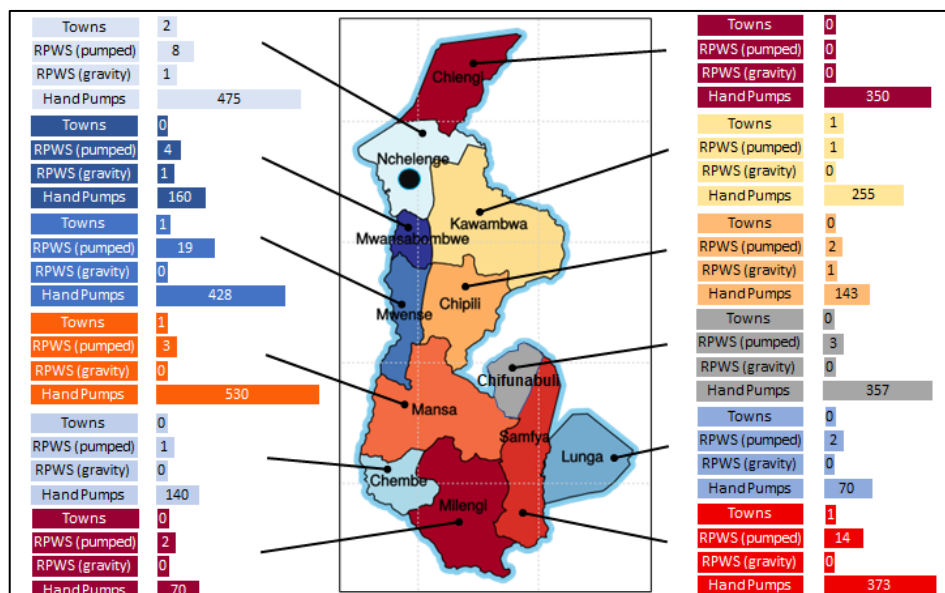 Towns 2
RPWS (pumped) 8
RPWS (gravity) 1
Hand Pumps 475
Towns 0
RPWS (pumped) 4
RPWS (gravity) 1
Hand Pumps 160
Towns 1
RPWS (pumped) 19
RPWS (gravity) 0
Hand Pumps 428
Towns 1
RPWS (pumped) 3
RPWS (gravity) 0
Hand Pumps 530
Towns 0
RPWS (pumped) 1
RPWS (gravity) 0
Hand Pumps 140
Towns 0
RPWS (pumped) 2
RPWS (gravity) 0
Hand Pumps 70
Chiengi
Nchelenge
Kawambwa
Mwansabombwe
Chipili
Mwense
Chifunabuli
Mansa
Samfya
Lunga
Chembe
Milengi
Towns 0
RPWS (pumped) 0
RPWS (gravity) 0
Hand Pumps 350
Towns 1
RPWS (pumped) 1
RPWS (gravity) 0
Hand Pumps 255
Towns 0
RPWS (pumped) 2
RPWS (gravity) 1
Hand Pumps 143
Towns 0
RPWS (pumped) 3
RPWS (gravity) 0
Hand Pumps 357
Towns 0
RPWS (pumped) 2
RPWS (gravity) 0
Hand Pumps 70
Towns 1
RPWS (pumped) 14
RPWS (gravity) 0
Hand Pumps 373